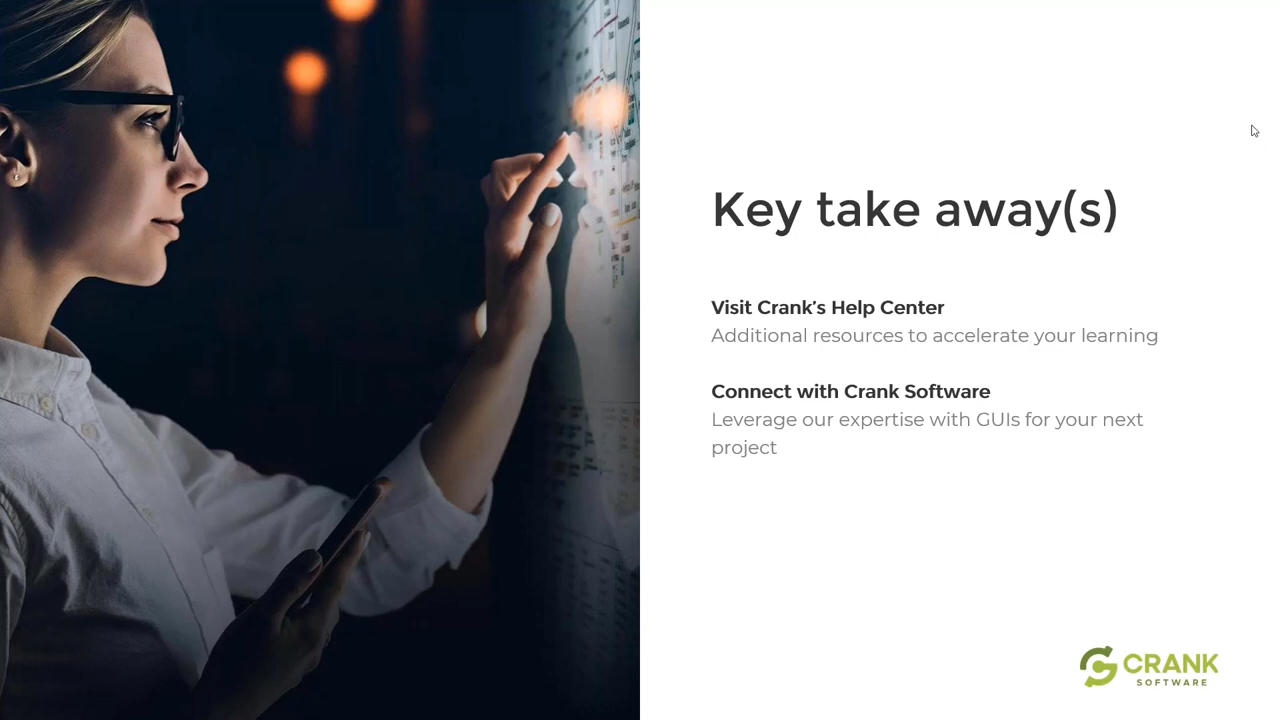 Key take away(s)
Visit Crank's Help Center
Additional resources to accelerate your learning
Connect with Crank Software
Leverage our expertise with GUIs for your next
project
CRANK
SOFTWARE